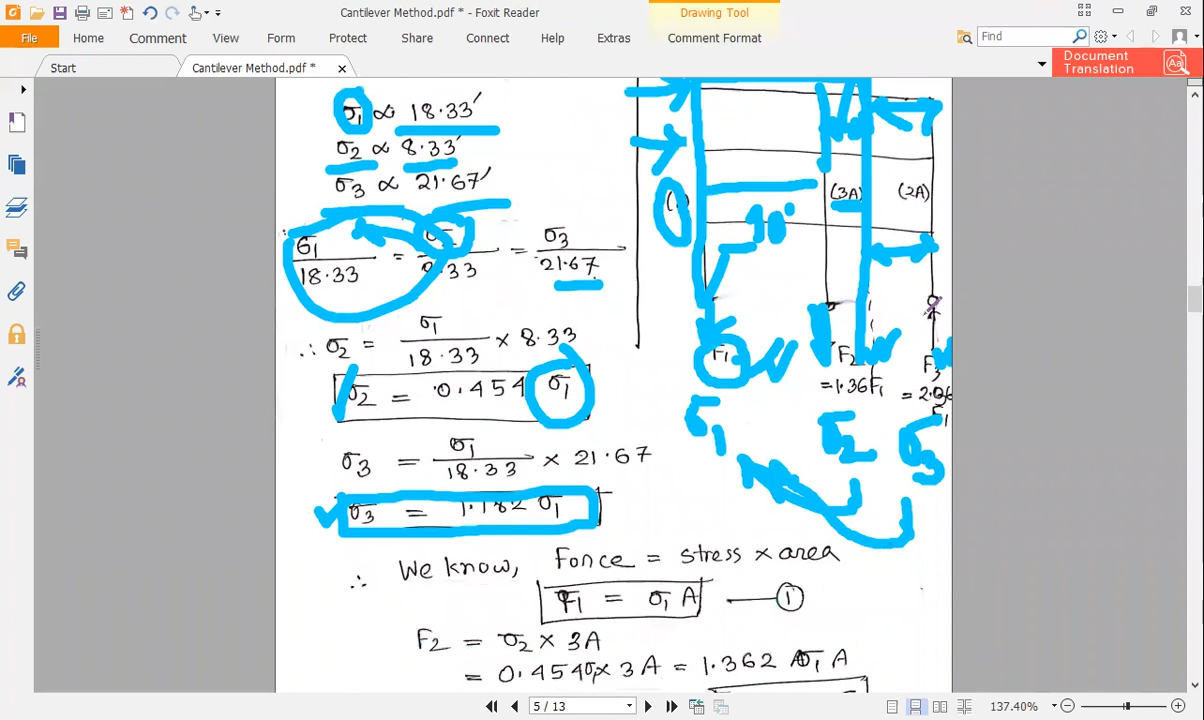 Cantilever Method.pdf * - Foxit Reader
Drawing Tool
File Home Comment View Form Protect Share Connect Help Extras Comment Format
Find
Start
Cantilever Method.pdf *
Document Translation
σ1 ∝ 18.33'
σ2 ∝ 8.33'
σ3 ∝ 21.67'
σ1/18.33 = /8.33 = σ3/21.67
∴ σ2 = σ1/18.33 × 8.33
σ2 = 0.454 σ1
σ3 = σ1/18.33 × 21.67
σ3 = 1.182 σ1
∴ We know, Force = stress × area
F1 = σ1 A —— ①
F2 = σ2 × 3A
= 0.454σ1 × 3A = 1.362 σ1 A
(3A) (2A)
10'
F1 F2 F3
=1.36F1
F1
σ1 σ2 σ3
5 / 13
137.40%